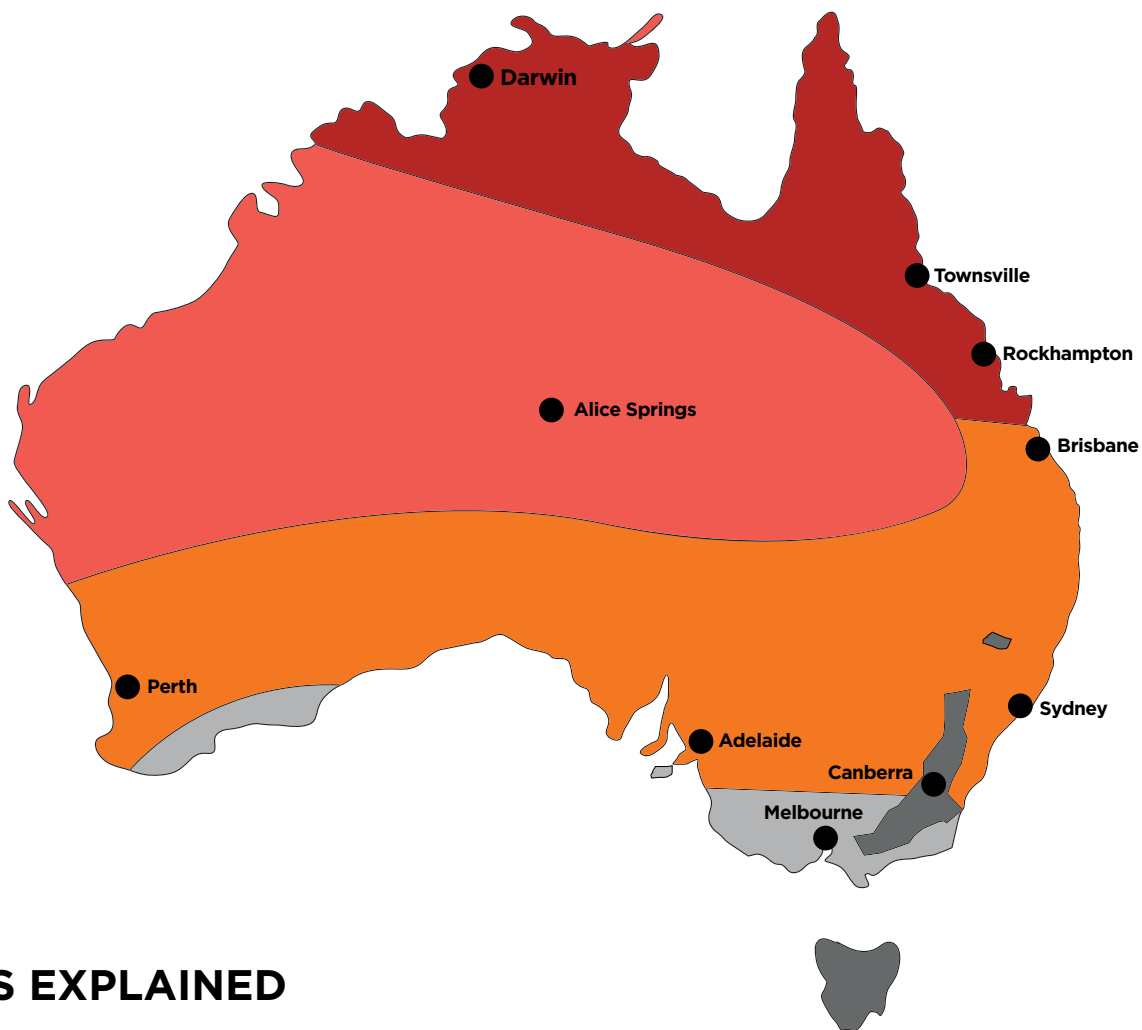 Darwin
Townsville
Rockhampton
Alice Springs
Brisbane
Perth
Sydney
Adelaide
Canberra
Melbourne
S EXPLAINED